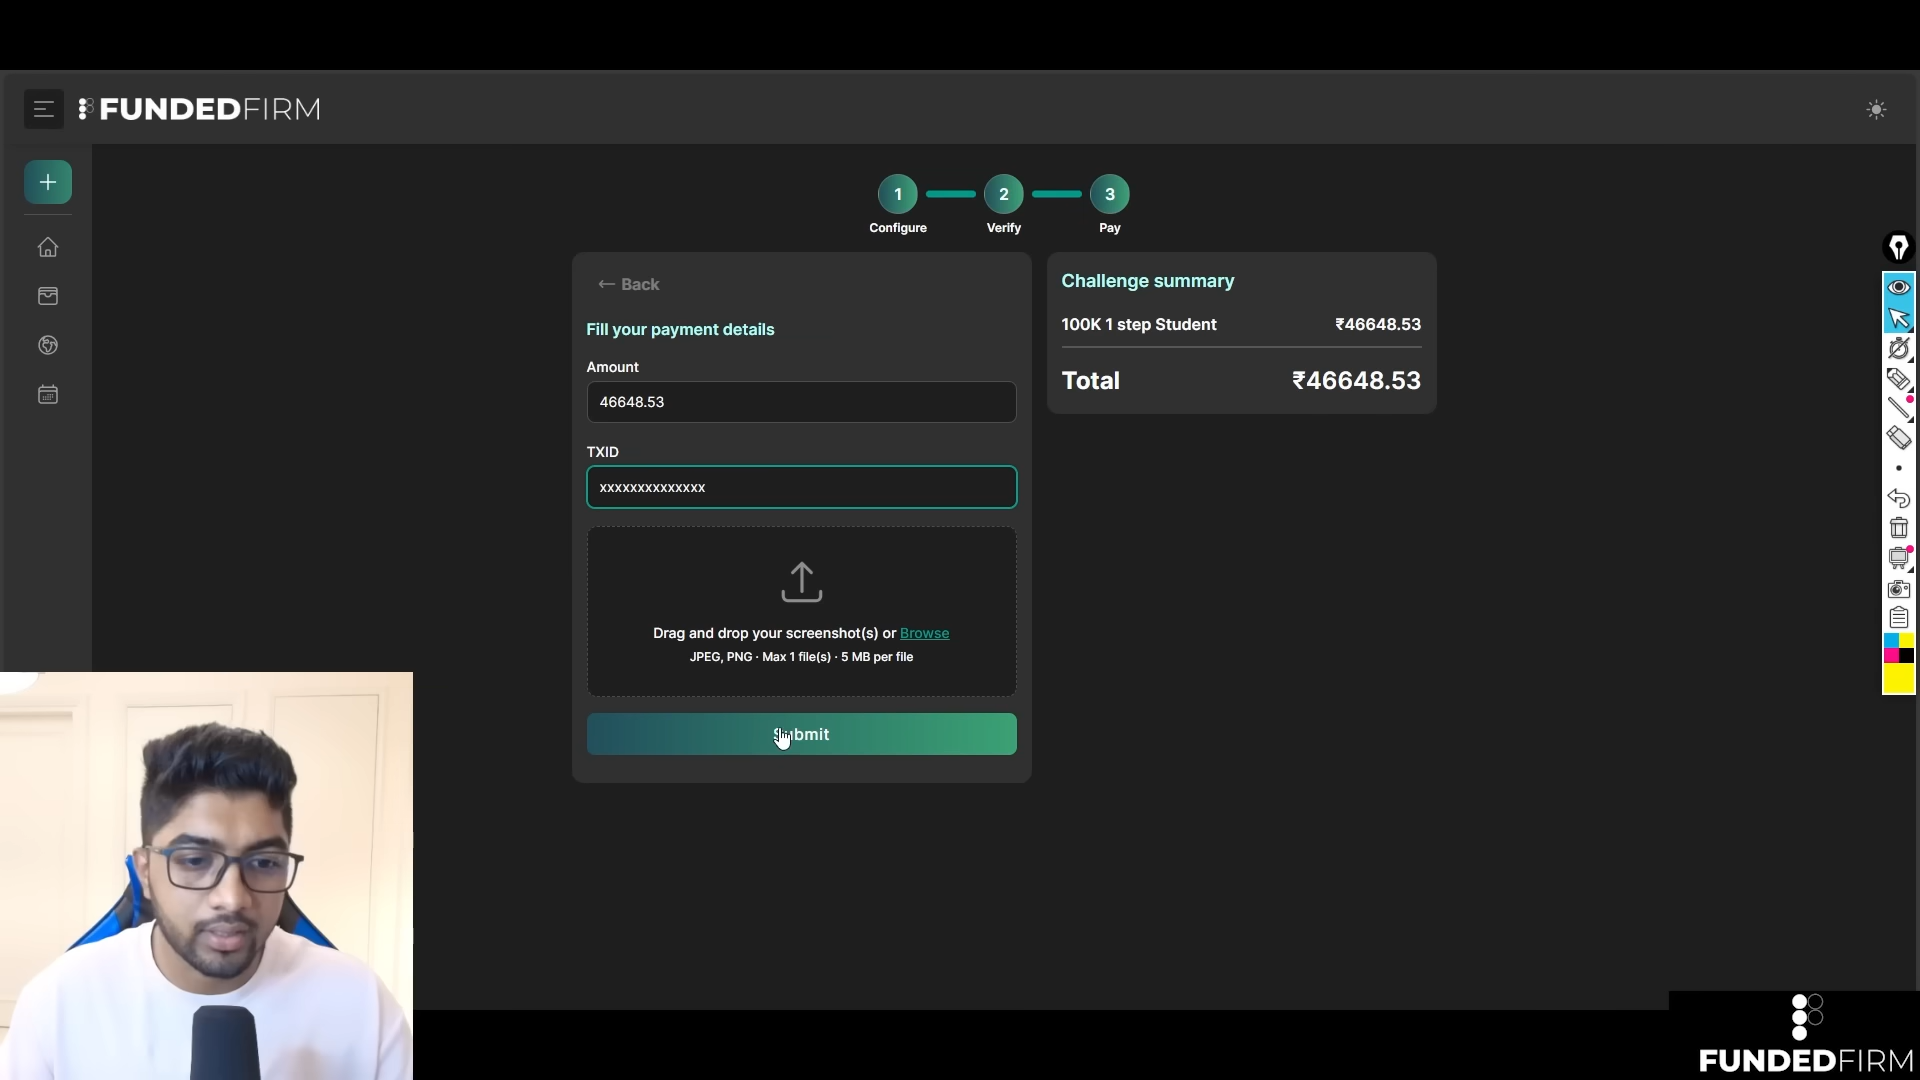 FUNDEDFIRM
1
2
3
Configure
Verify
Pay
Back
Fill your payment details
Amount
46648.53
TXID
xxxxxxxxxxxxxx
Drag and drop your screenshot(s) or Browse
JPEG, PNG · Max 1 file(s) · 5 MB per file
Submit
Challenge summary
100K 1 step Student ₹46648.53
Total ₹46648.53
FUNDEDFIRM